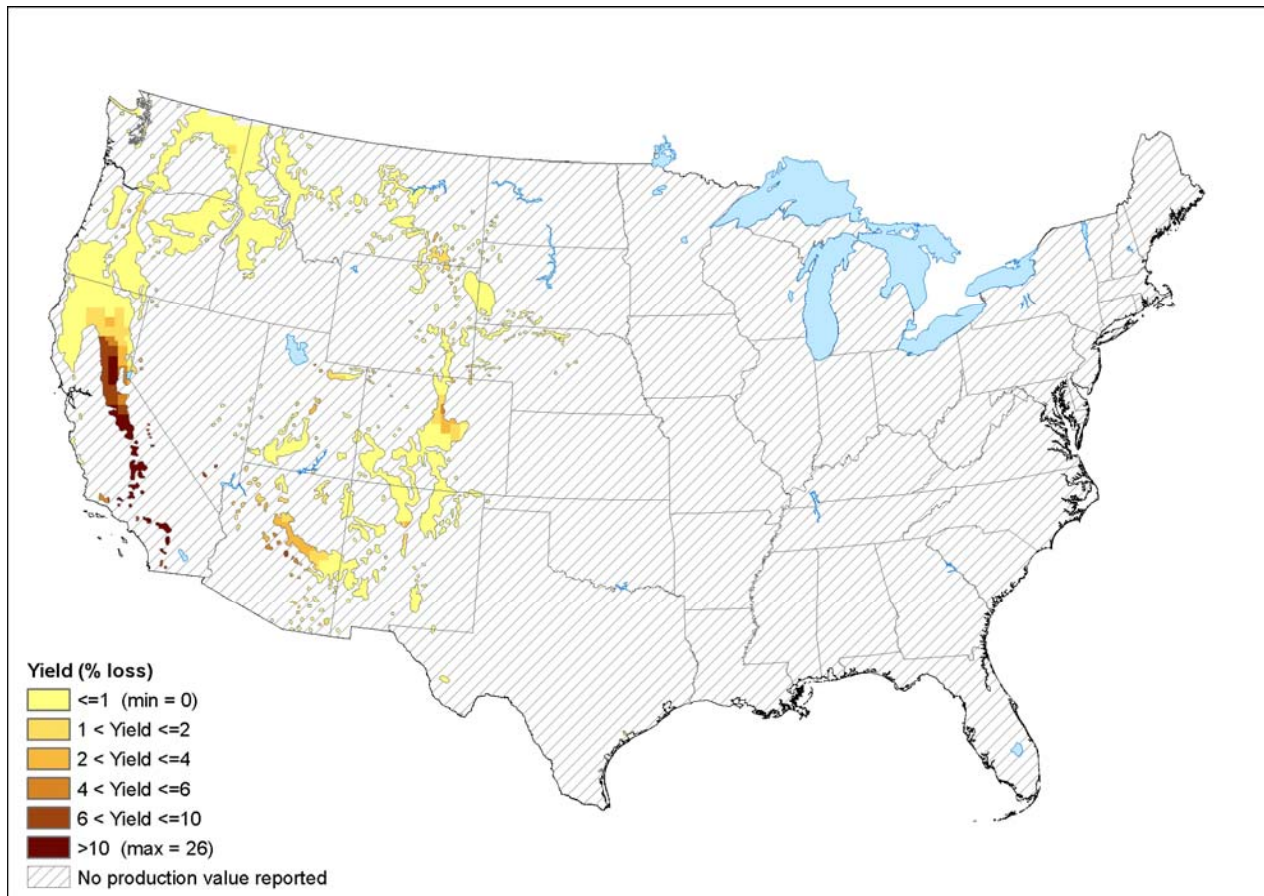 Yield (% loss)
<=1 (min = 0)
1 < Yield <=2
2 < Yield <=4
4 < Yield <=6
6 < Yield <=10
>10 (max = 26)
No production value reported